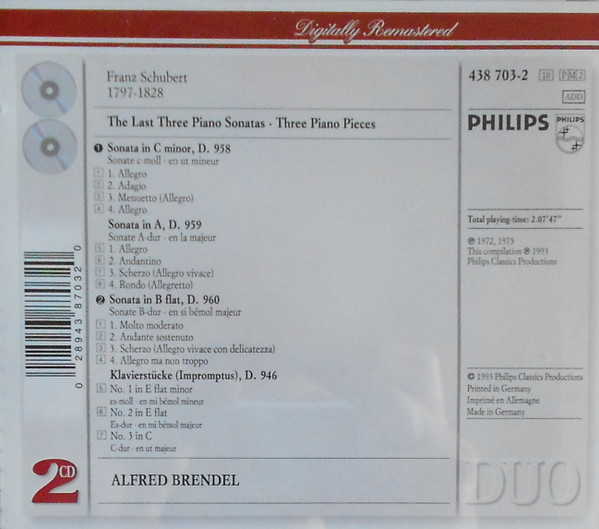 Digitally Remastered
Franz Schubert
1797-1828
The Last Three Piano Sonatas · Three Piano Pieces
1 Sonata in C minor, D. 958
Sonate c-moll · en ut mineur
1 1. Allegro
2 2. Adagio
3 3. Menuetto (Allegro)
4 4. Allegro
Sonata in A, D. 959
Sonate A-dur · en la majeur
5 1. Allegro
6 2. Andantino
7 3. Scherzo (Allegro vivace)
8 4. Rondo (Allegretto)
2 Sonata in B flat, D. 960
Sonate B-dur · en si bémol majeur
1 1. Molto moderato
2 2. Andante sostenuto
3 3. Scherzo (Allegro vivace con delicatezza)
4 4. Allegro ma non troppo
Klavierstücke (Impromptus), D. 946
5 No. 1 in E flat minor
es-moll · en mi bémol mineur
6 No. 2 in E flat
Es-dur · en mi bémol majeur
7 No. 3 in C
C-dur · en ut majeur
ALFRED BRENDEL
0 28943 87032 0
2 CD
438 703-2 10 PM2
ADD
PHILIPS PHILIPS
Total playing-time: 2.07'47"
℗ 1972, 1975
This compilation ℗ 1993
Philips Classics Productions
© 1993 Philips Classics Productions
Printed in Germany
Imprimé en Allemagne
Made in Germany
DUO